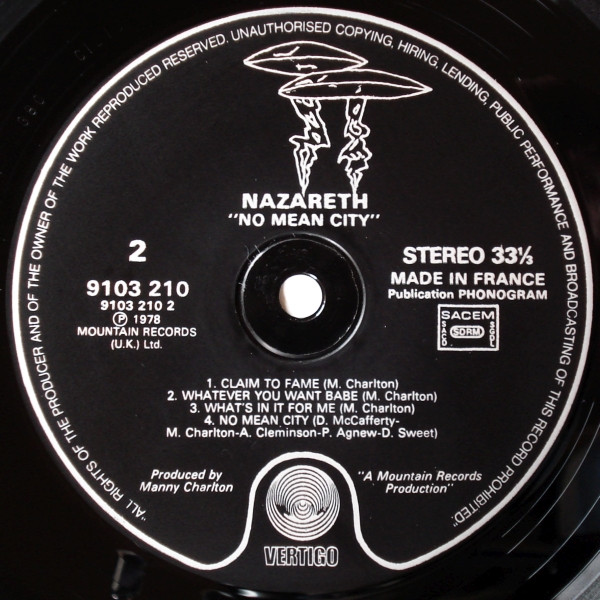 "ALL RIGHTS OF THE PRODUCER AND OF THE OWNER OF THE WORK REPRODUCED RESERVED. UNAUTHORISED COPYING, HIRING, LENDING, PUBLIC PERFORMANCE AND BROADCASTING OF THIS RECORD PROHIBITED."
NAZARETH
"NO MEAN CITY"
2
9103 210
9103 210 2
Ⓟ 1978
MOUNTAIN RECORDS
(U.K.) Ltd.
STEREO 33⅓
MADE IN FRANCE
Publication PHONOGRAM
SACEM
SACD SDRM SGDL
1. CLAIM TO FAME (M. Charlton)
2. WHATEVER YOU WANT BABE (M. Charlton)
3. WHAT'S IN IT FOR ME (M. Charlton)
4. NO MEAN CITY (D. McCafferty-
M. Charlton-A. Cleminson-P. Agnew-D. Sweet)
Produced by
Manny Charlton
"A Mountain Records
Production"
VERTIGO